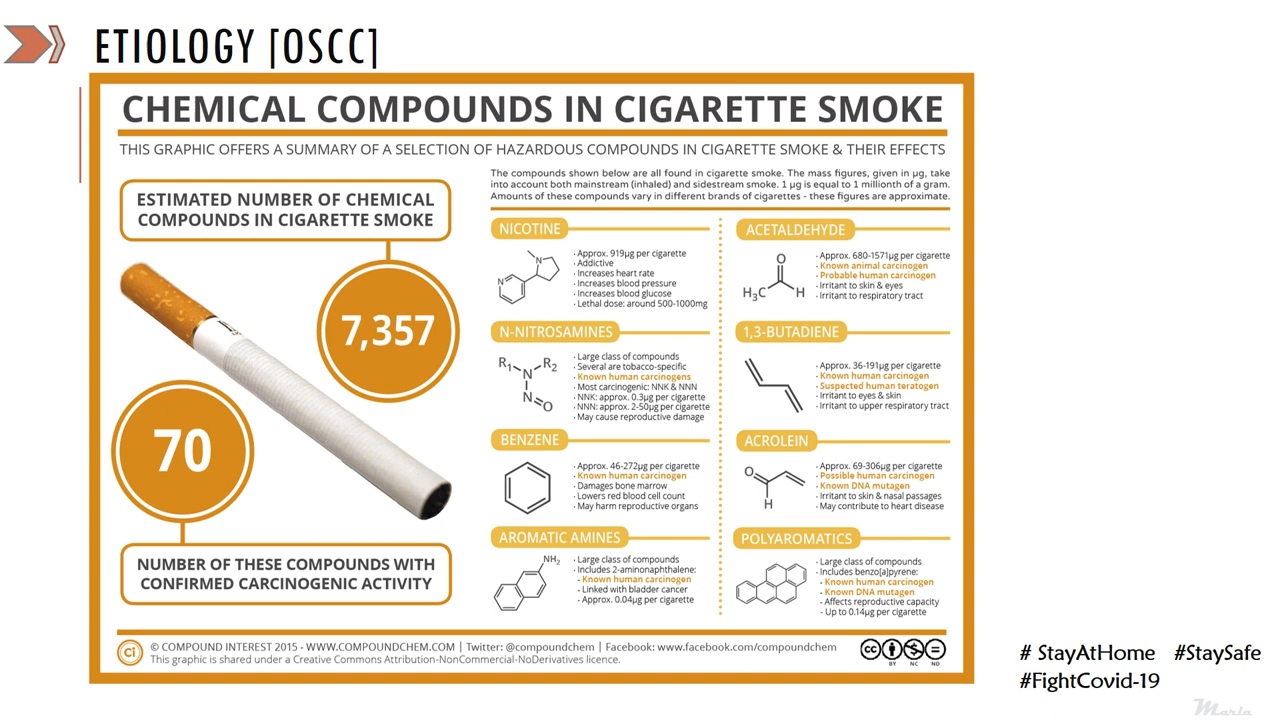 ETIOLOGY [OSCC]
CHEMICAL COMPOUNDS IN CIGARETTE SMOKE
THIS GRAPHIC OFFERS A SUMMARY OF A SELECTION OF HAZARDOUS COMPOUNDS IN CIGARETTE SMOKE & THEIR EFFECTS
ESTIMATED NUMBER OF CHEMICAL
COMPOUNDS IN CIGARETTE SMOKE
7,357
70
NUMBER OF THESE COMPOUNDS WITH
CONFIRMED CARCINOGENIC ACTIVITY
The compounds shown below are all found in cigarette smoke. The mass figures, given in µg, take
into account both mainstream (inhaled) and sidestream smoke. 1 µg is equal to 1 millionth of a gram.
Amounts of these compounds vary in different brands of cigarettes - these figures are approximate.
NICOTINE
N
N
· Approx. 919µg per cigarette
· Addictive
· Increases heart rate
· Increases blood pressure
· Increases blood glucose
· Lethal dose: around 500-1000mg
ACETALDEHYDE
O
H₃C H
· Approx. 680-1571µg per cigarette
· Known animal carcinogen
· Probable human carcinogen
· Irritant to skin & eyes
· Irritant to respiratory tract
N-NITROSAMINES
R₁ R₂
N
N
O
· Large class of compounds
· Several are tobacco-specific
· Known human carcinogens
· Most carcinogenic: NNK & NNN
· NNK: approx. 0.3µg per cigarette
· NNN: approx. 2-50µg per cigarette
· May cause reproductive damage
1,3-BUTADIENE
· Approx. 36-191µg per cigarette
· Known human carcinogen
· Suspected human teratogen
· Irritant to eyes & skin
· Irritant to upper respiratory tract
BENZENE
· Approx. 46-272µg per cigarette
· Known human carcinogen
· Damages bone marrow
· Lowers red blood cell count
· May harm reproductive organs
ACROLEIN
O
H
· Approx. 69-306µg per cigarette
· Possible human carcinogen
· Known DNA mutagen
· Irritant to skin & nasal passages
· May contribute to heart disease
AROMATIC AMINES
NH₂
· Large class of compounds
· Includes 2-aminonaphthalene:
- Known human carcinogen
- Linked with bladder cancer
- Approx. 0.04µg per cigarette
POLYAROMATICS
· Large class of compounds
· Includes benzo[a]pyrene:
- Known human carcinogen
- Known DNA mutagen
- Affects reproductive capacity
- Up to 0.14µg per cigarette
Ci
© COMPOUND INTEREST 2015 - WWW.COMPOUNDCHEM.COM | Twitter: @compoundchem | Facebook: www.facebook.com/compoundchem
This graphic is shared under a Creative Commons Attribution-NonCommercial-NoDerivatives licence.
cc
BY NC ND
# StayAtHome #StaySafe
#FightCovid-19
Marla